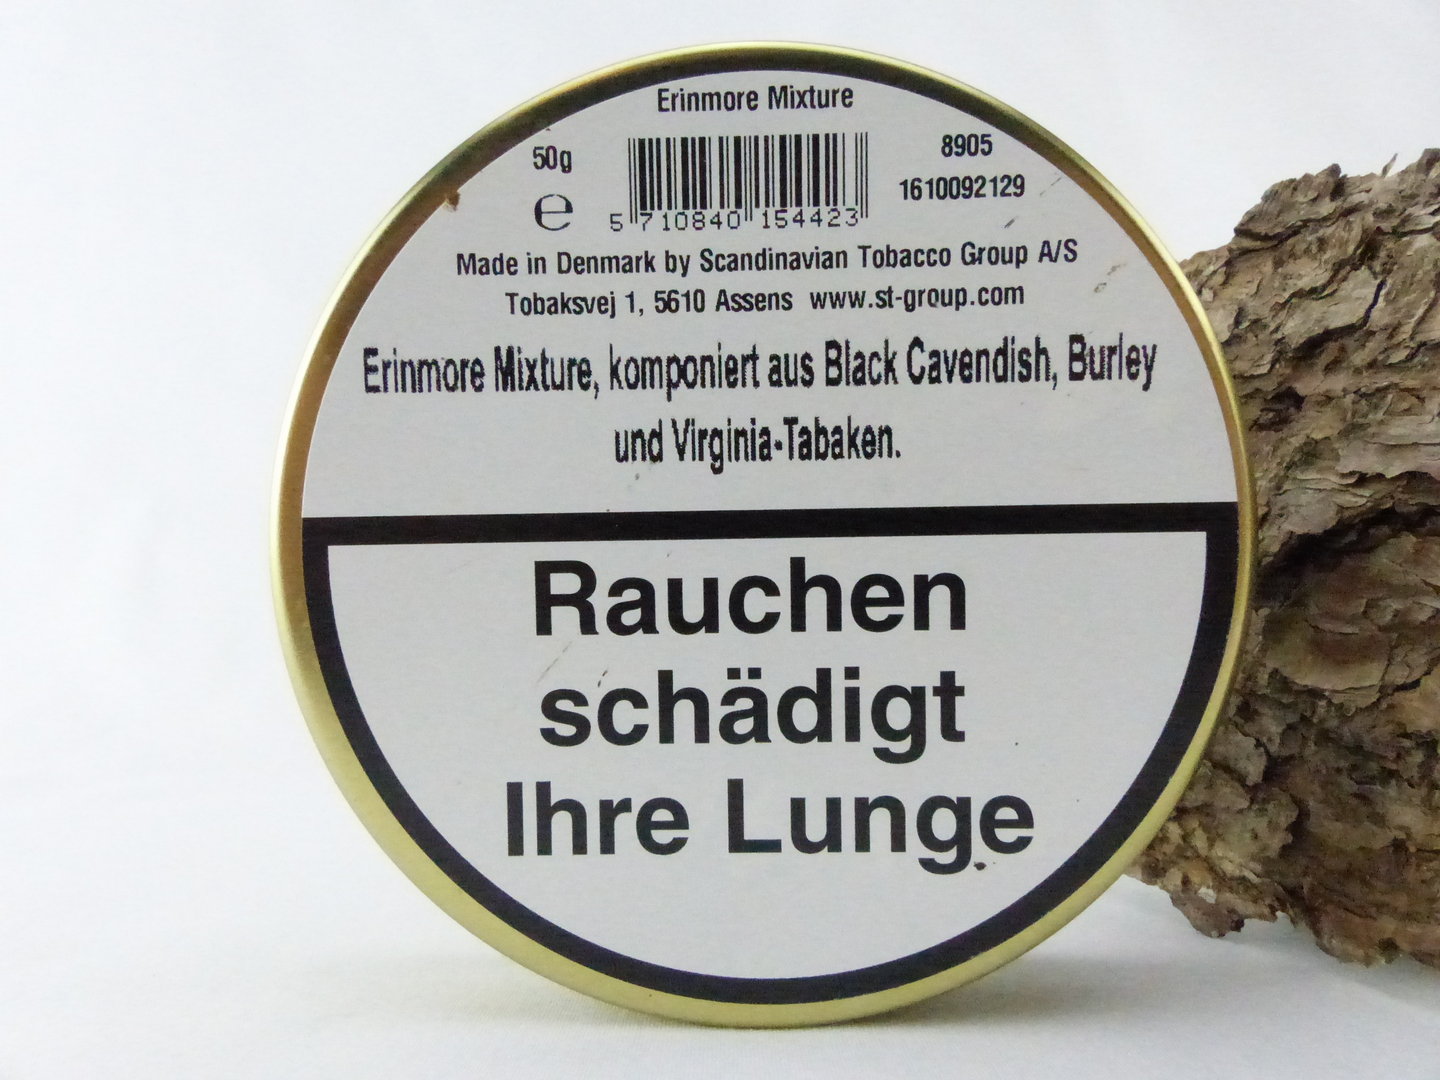 Erinmore Mixture
50g
8905
1610092129
℮
5 710840 154423
Made in Denmark by Scandinavian Tobacco Group A/S
Tobaksvej 1, 5610 Assens www.st-group.com
Erinmore Mixture, komponiert aus Black Cavendish, Burley
und Virginia-Tabaken.
Rauchen
schädigt
Ihre Lunge